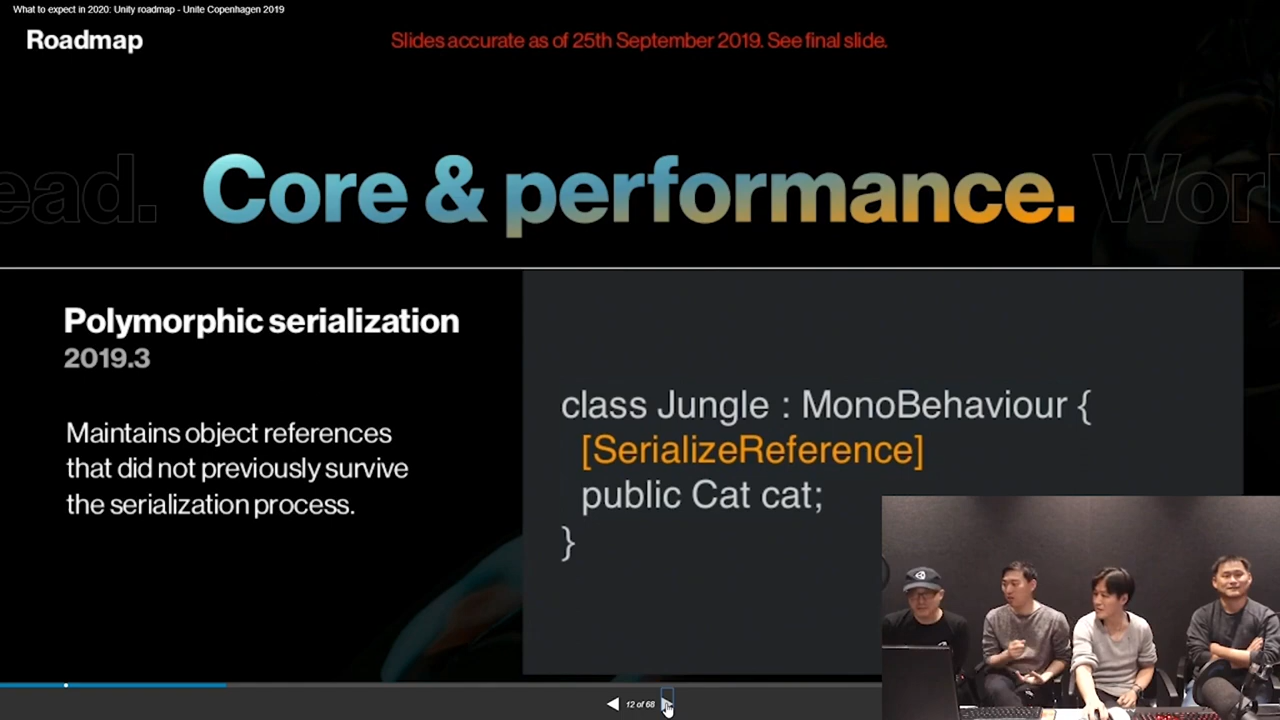 What to expect in 2020: Unity roadmap - Unite Copenhagen 2019
Roadmap
Slides accurate as of 25th September 2019. See final slide.
ead.
Core & performance.
Wor
Polymorphic serialization
2019.3
Maintains object references
that did not previously survive
the serialization process.
class Jungle : MonoBehaviour {
[SerializeReference]
public Cat cat;
}
12 of 68